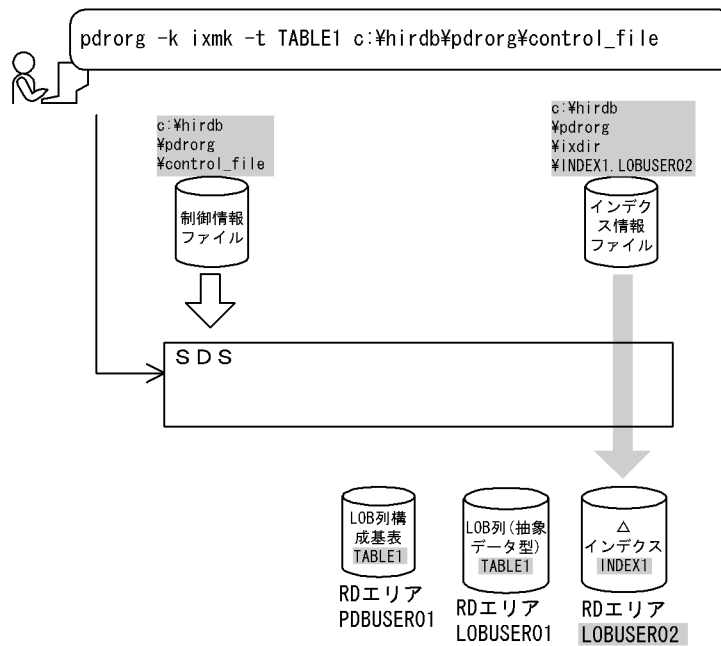 pdrorg -k ixmk -t TABLE1 c:¥hirdb¥pdrorg¥control_file
c:¥hirdb
¥pdrorg
¥control_file
制御情報
ファイル
c:¥hirdb
¥pdrorg
¥ixdir
¥INDEX1.LOBUSER02
インデク
ス情報
ファイル
ＳＤＳ
LOB列構
成基表
TABLE1
RDエリア
PDBUSER01
LOB列(抽象
データ型)
TABLE1
RDエリア
LOBUSER01
△
インデクス
INDEX1
RDエリア
LOBUSER02